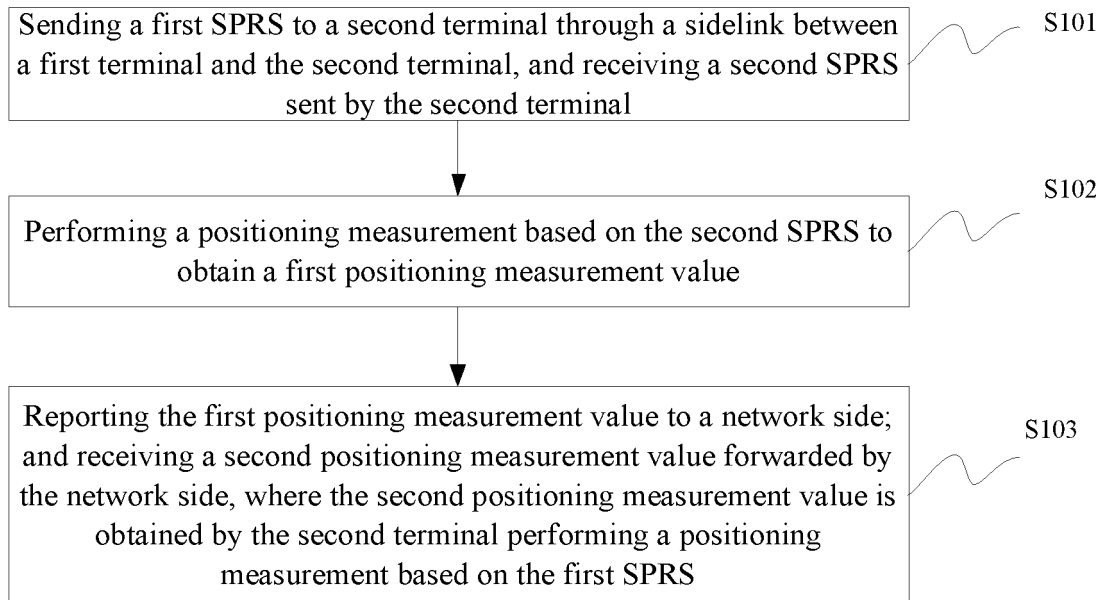 Sending a first SPRS to a second terminal through a sidelink between
a first terminal and the second terminal, and receiving a second SPRS
sent by the second terminal
S101
Performing a positioning measurement based on the second SPRS to
obtain a first positioning measurement value
S102
Reporting the first positioning measurement value to a network side;
and receiving a second positioning measurement value forwarded by
the network side, where the second positioning measurement value is
obtained by the second terminal performing a positioning
measurement based on the first SPRS
S103